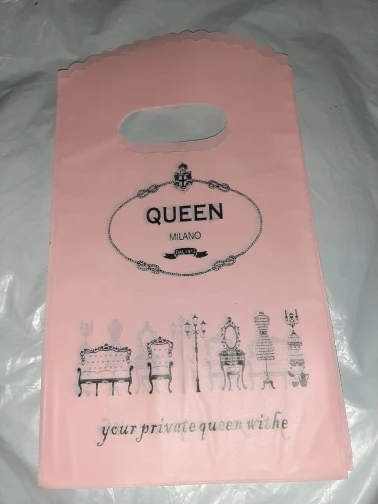 QUEEN
MILANO
your private queen withe